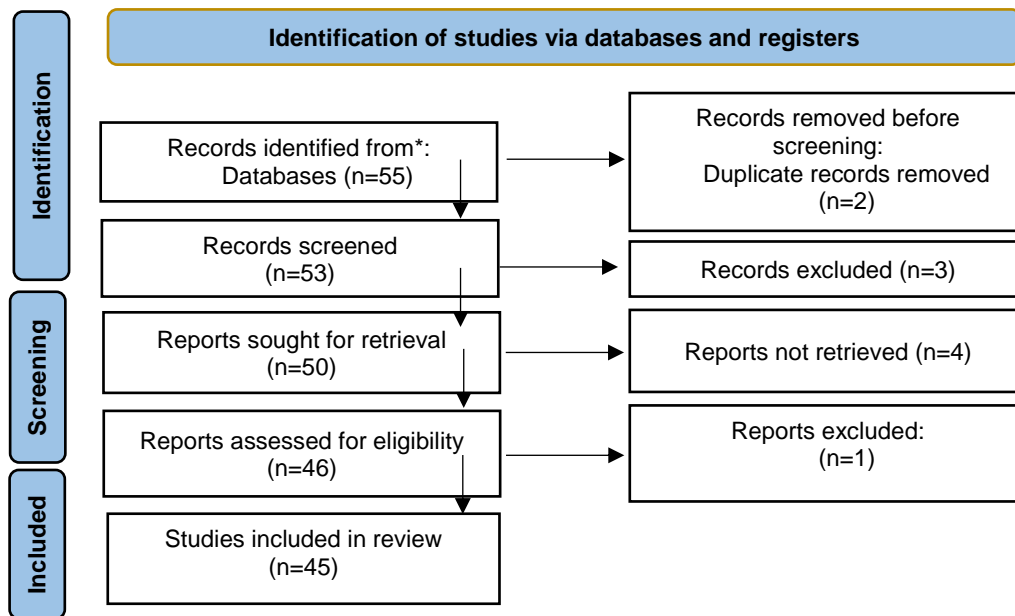 Identification of studies via databases and registers
Identification
Records identified from*:
Databases (n=55)
Records removed before
screening:
Duplicate records removed
(n=2)
Records screened
(n=53)
Records excluded (n=3)
Screening
Reports sought for retrieval
(n=50)
Reports not retrieved (n=4)
Reports assessed for eligibility
(n=46)
Reports excluded:
(n=1)
Included
Studies included in review
(n=45)